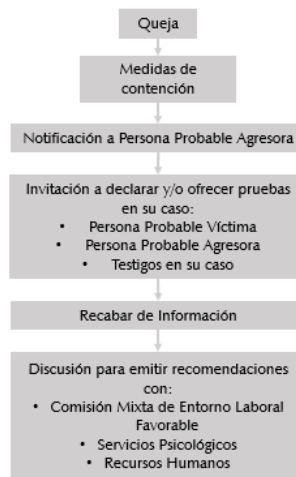 Queja
Medidas de
contención
Notificación a Persona Probable Agresora
Invitación a declarar y/o ofrecer pruebas
en su caso:
• Persona Probable Víctima
• Persona Probable Agresora
• Testigos en su caso
Recabar de Información
Discusión para emitir recomendaciones
con:
• Comisión Mixta de Entorno Laboral
Favorable
• Servicios Psicológicos
• Recursos Humanos